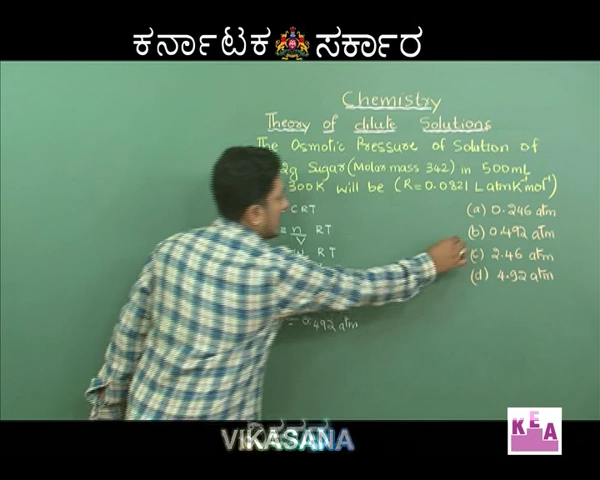 ಕರ್ನಾಟಕ ಸರ್ಕಾರ
Chemistry
Theory of dilute Solutions
The Osmotic Pressure of Solution of
2g Sugar (Molar mass 342) in 500mL
300K will be (R=0.0821 L atm K⁻¹ mol⁻¹)
= CRT
(a) 0.246 atm
= n/V RT
(b) 0.492 atm
RT
(c) 2.46 atm
(d) 4.92 atm
= 0.492 atm
VIKASANA
KEA